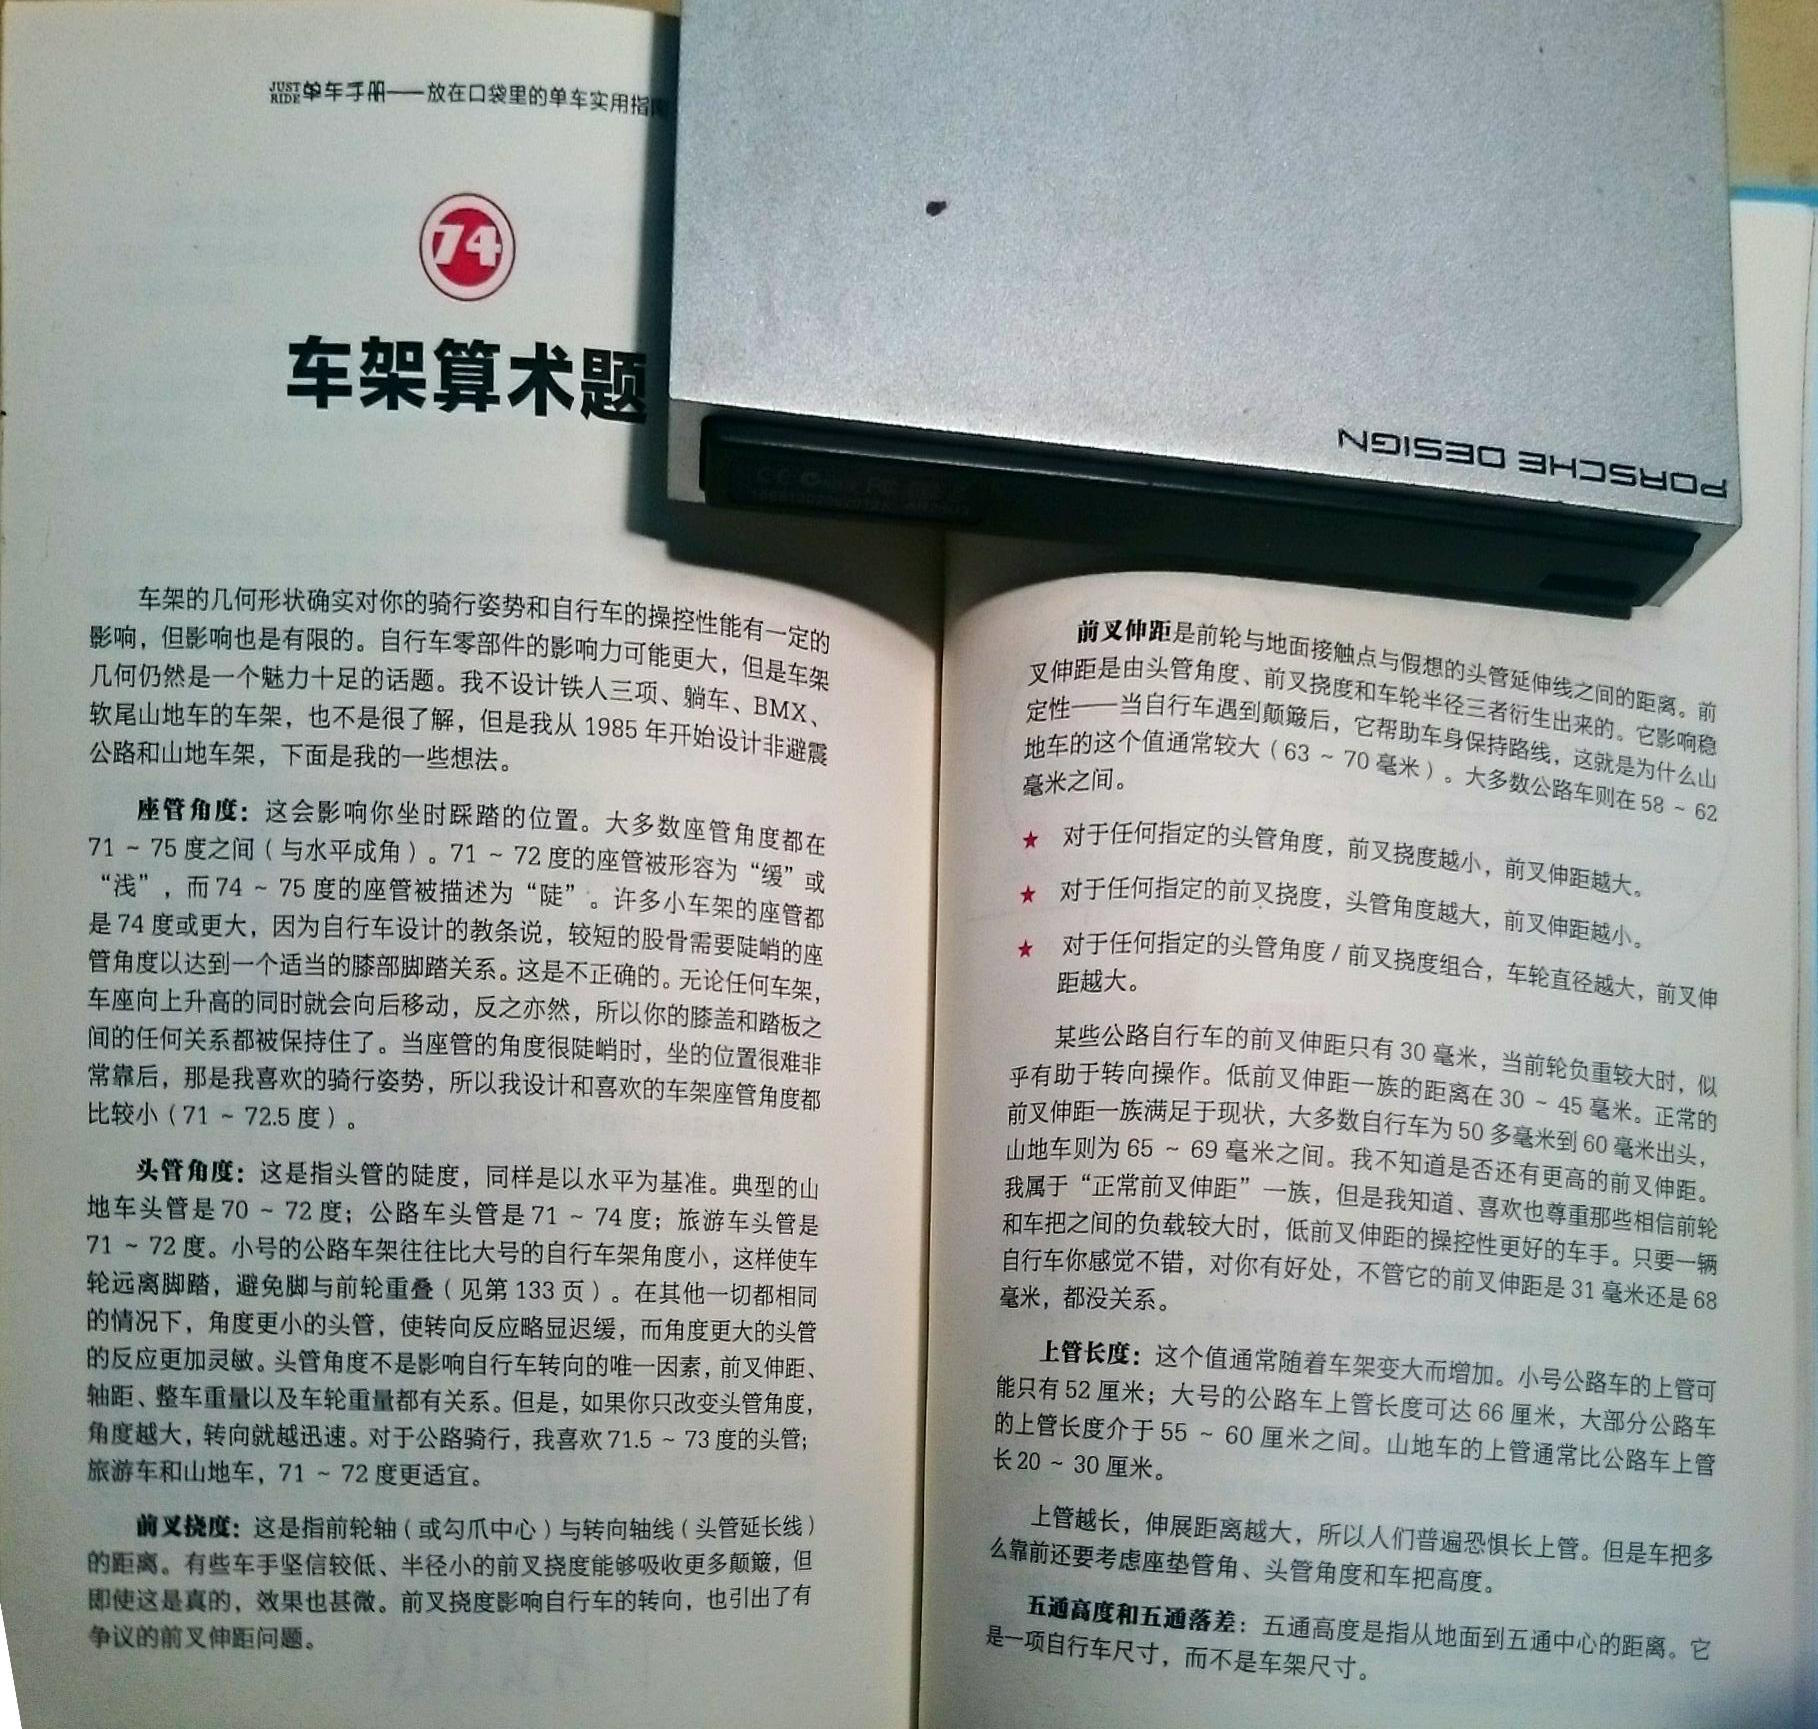 JUST RIDE 单车手册——放在口袋里的单车实用指
74
车架算术题
车架的几何形状确实对你的骑行姿势和自行车的操控性能有一定的
影响，但影响也是有限的。自行车零部件的影响力可能更大，但是车架
几何仍然是一个魅力十足的话题。我不设计铁人三项、躺车、BMX、
软尾山地车的车架，也不是很了解，但是我从 1985 年开始设计非避震
公路和山地车架，下面是我的一些想法。
座管角度：这会影响你坐时踩踏的位置。大多数座管角度都在
71 ~ 75 度之间（与水平成角）。71 ~ 72 度的座管被形容为“缓”或
“浅”，而 74 ~ 75 度的座管被描述为“陡”。许多小车架的座管都
是 74 度或更大，因为自行车设计的教条说，较短的股骨需要陡峭的座
管角度以达到一个适当的膝部脚踏关系。这是不正确的。无论任何车架，
车座向上升高的同时就会向后移动，反之亦然，所以你的膝盖和踏板之
间的任何关系都被保持住了。当座管的角度很陡峭时，坐的位置很难非
常靠后，那是我喜欢的骑行姿势，所以我设计和喜欢的车架座管角度都
比较小（71 ~ 72.5 度）。
头管角度：这是指头管的陡度，同样是以水平为基准。典型的山
地车头管是 70 ~ 72 度；公路车头管是 71 ~ 74 度；旅游车头管是
71 ~ 72 度。小号的公路车架往往比大号的自行车架角度小，这样使车
轮远离脚踏，避免脚与前轮重叠（见第 133 页）。在其他一切都相同
的情况下，角度更小的头管，使转向反应略显迟缓，而角度更大的头管
的反应更加灵敏。头管角度不是影响自行车转向的唯一因素，前叉伸距、
轴距、整车重量以及车轮重量都有关系。但是，如果你只改变头管角度，
角度越大，转向就越迅速。对于公路骑行，我喜欢 71.5 ~ 73 度的头管；
旅游车和山地车，71 ~ 72 度更适宜。
前叉挠度：这是指前轮轴（或勾爪中心）与转向轴线（头管延长线）
的距离。有些车手坚信较低、半径小的前叉挠度能够吸收更多颠簸，但
即使这是真的，效果也甚微。前叉挠度影响自行车的转向，也引出了有
争议的前叉伸距问题。
PORSCHE DESIGN
前叉伸距是前轮与地面接触点与假想的头管延伸线之间的距离。前
叉伸距是由头管角度、前叉挠度和车轮半径三者衍生出来的。它影响稳
定性——当自行车遇到颠簸后，它帮助车身保持路线，这就是为什么山
地车的这个值通常较大（63 ~ 70 毫米）。大多数公路车则在 58 ~ 62
毫米之间。
★ 对于任何指定的头管角度，前叉挠度越小，前叉伸距越大。
★ 对于任何指定的前叉挠度，头管角度越大，前叉伸距越小。
★ 对于任何指定的头管角度 / 前叉挠度组合，车轮直径越大，前叉伸
距越大。
某些公路自行车的前叉伸距只有 30 毫米，当前轮负重较大时，似
乎有助于转向操作。低前叉伸距一族的距离在 30 ~ 45 毫米。正常的
前叉伸距一族满足于现状，大多数自行车为 50 多毫米到 60 毫米出头，
山地车则为 65 ~ 69 毫米之间。我不知道是否还有更高的前叉伸距。
我属于“正常前叉伸距”一族，但是我知道、喜欢也尊重那些相信前轮
和车把之间的负载较大时，低前叉伸距的操控性更好的车手。只要一辆
自行车你感觉不错，对你有好处，不管它的前叉伸距是 31 毫米还是 68
毫米，都没关系。
上管长度：这个值通常随着车架变大而增加。小号公路车的上管可
能只有 52 厘米；大号的公路车上管长度可达 66 厘米，大部分公路车
的上管长度介于 55 ~ 60 厘米之间。山地车的上管通常比公路车上管
长 20 ~ 30 厘米。
上管越长，伸展距离越大，所以人们普遍恐惧长上管。但是车把多
么靠前还要考虑座垫管角、头管角度和车把高度。
五通高度和五通落差：五通高度是指从地面到五通中心的距离。它
是一项自行车尺寸，而不是车架尺寸。